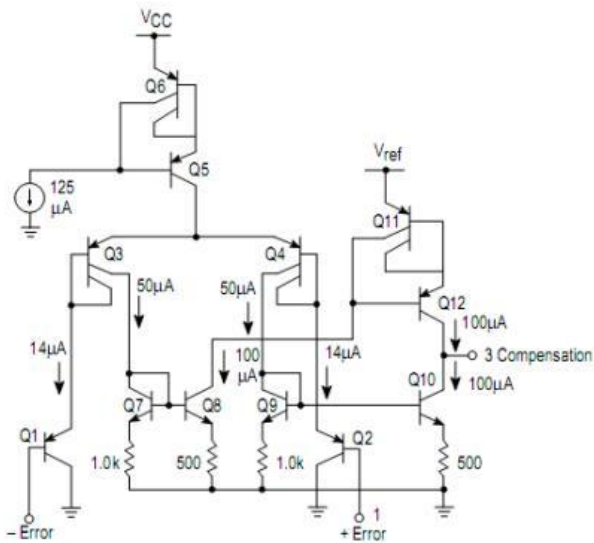 VCC
Q6
Q5
125
μA
Vref
Q11
Q3
Q4
Q12
50μA
50μA
100μA
3 Compensation
14μA
100
μA
14μA
100μA
Q10
Q7
Q8
Q9
Q1
Q2
1.0k
500
1.0k
500
– Error
1
+ Error